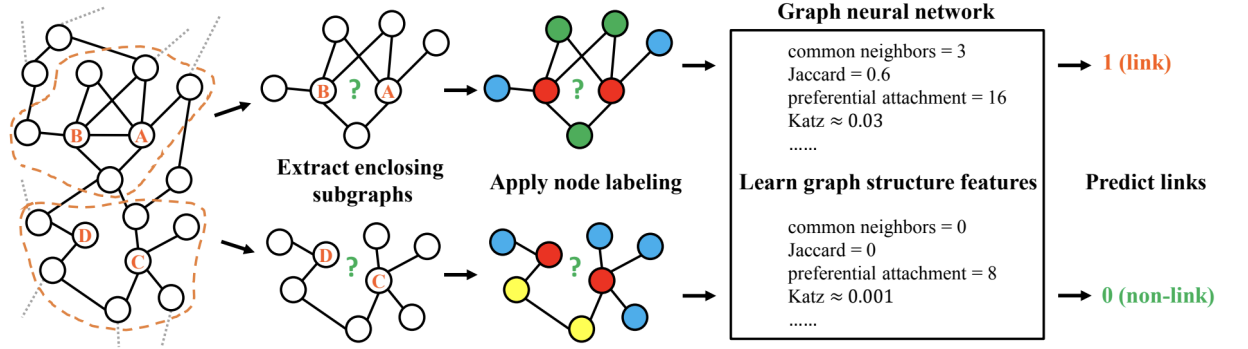 Graph neural network
B
A
D
C
B
?
A
?
common neighbors = 3
Jaccard = 0.6
preferential attachment = 16
Katz ≈ 0.03
......
1 (link)
Extract enclosing
subgraphs
Apply node labeling
Learn graph structure features
Predict links
D
?
C
?
common neighbors = 0
Jaccard = 0
preferential attachment = 8
Katz ≈ 0.001
......
0 (non-link)